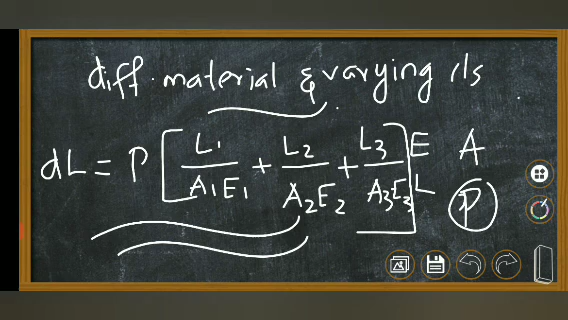 diff. material & varying c/s
dL = P [ L1/A1E1 + L2/A2E2 + L3/A3E3 ] E A
L P